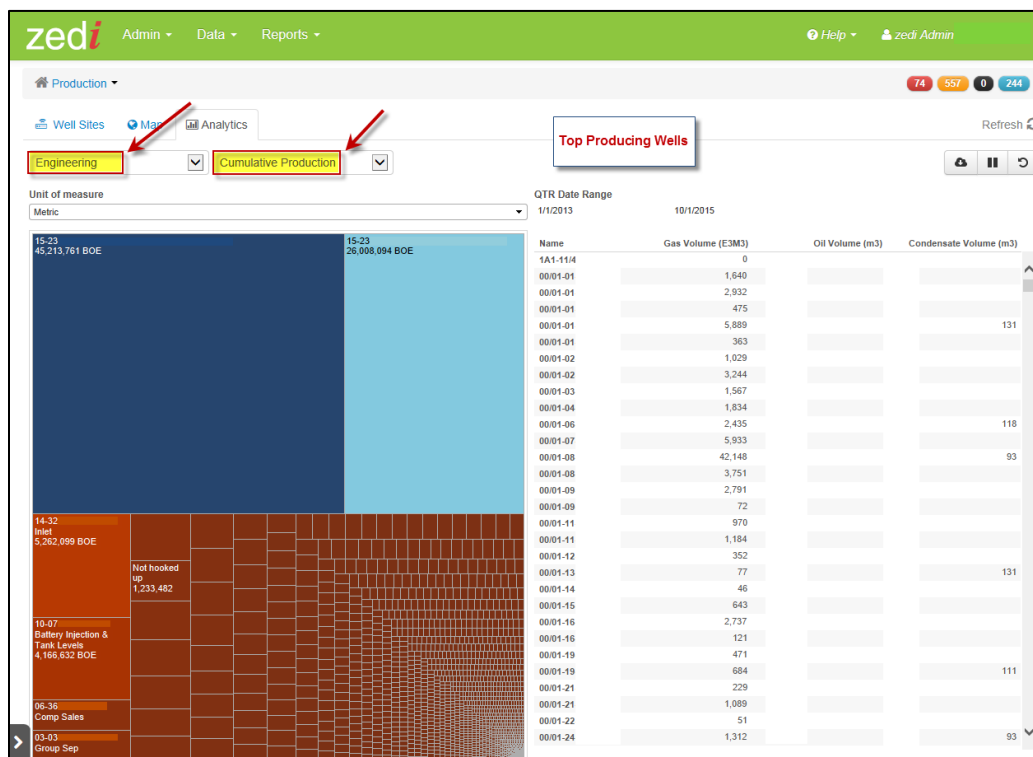 zedi Admin Data Reports Help zedi Admin
Production 74 557 0 244
Well Sites Map Analytics Refresh
Top Producing Wells
Engineering Cumulative Production
Unit of measure
Metric
QTR Date Range
1/1/2013 10/1/2015
15-23
45,213,761 BOE
15-23
26,008,094 BOE
14-32
Inlet
5,262,099 BOE
Not hooked
up
1,233,482
10-07
Battery Injection &
Tank Levels
4,166,632 BOE
06-36
Comp Sales
03-03
Group Sep
Name Gas Volume (E3M3) Oil Volume (m3) Condensate Volume (m3)
1A1-11/4 0
00/01-01 1,640
00/01-01 2,932
00/01-01 475
00/01-01 5,889 131
00/01-01 363
00/01-02 1,029
00/01-02 3,244
00/01-03 1,567
00/01-04 1,834
00/01-06 2,435 118
00/01-07 5,933
00/01-08 42,148 93
00/01-08 3,751
00/01-09 2,791
00/01-09 72
00/01-11 970
00/01-11 1,184
00/01-12 352
00/01-13 77 131
00/01-14 46
00/01-15 643
00/01-16 2,737
00/01-16 121
00/01-19 471
00/01-19 684 111
00/01-21 229
00/01-21 1,089
00/01-22 51
00/01-24 1,312 93